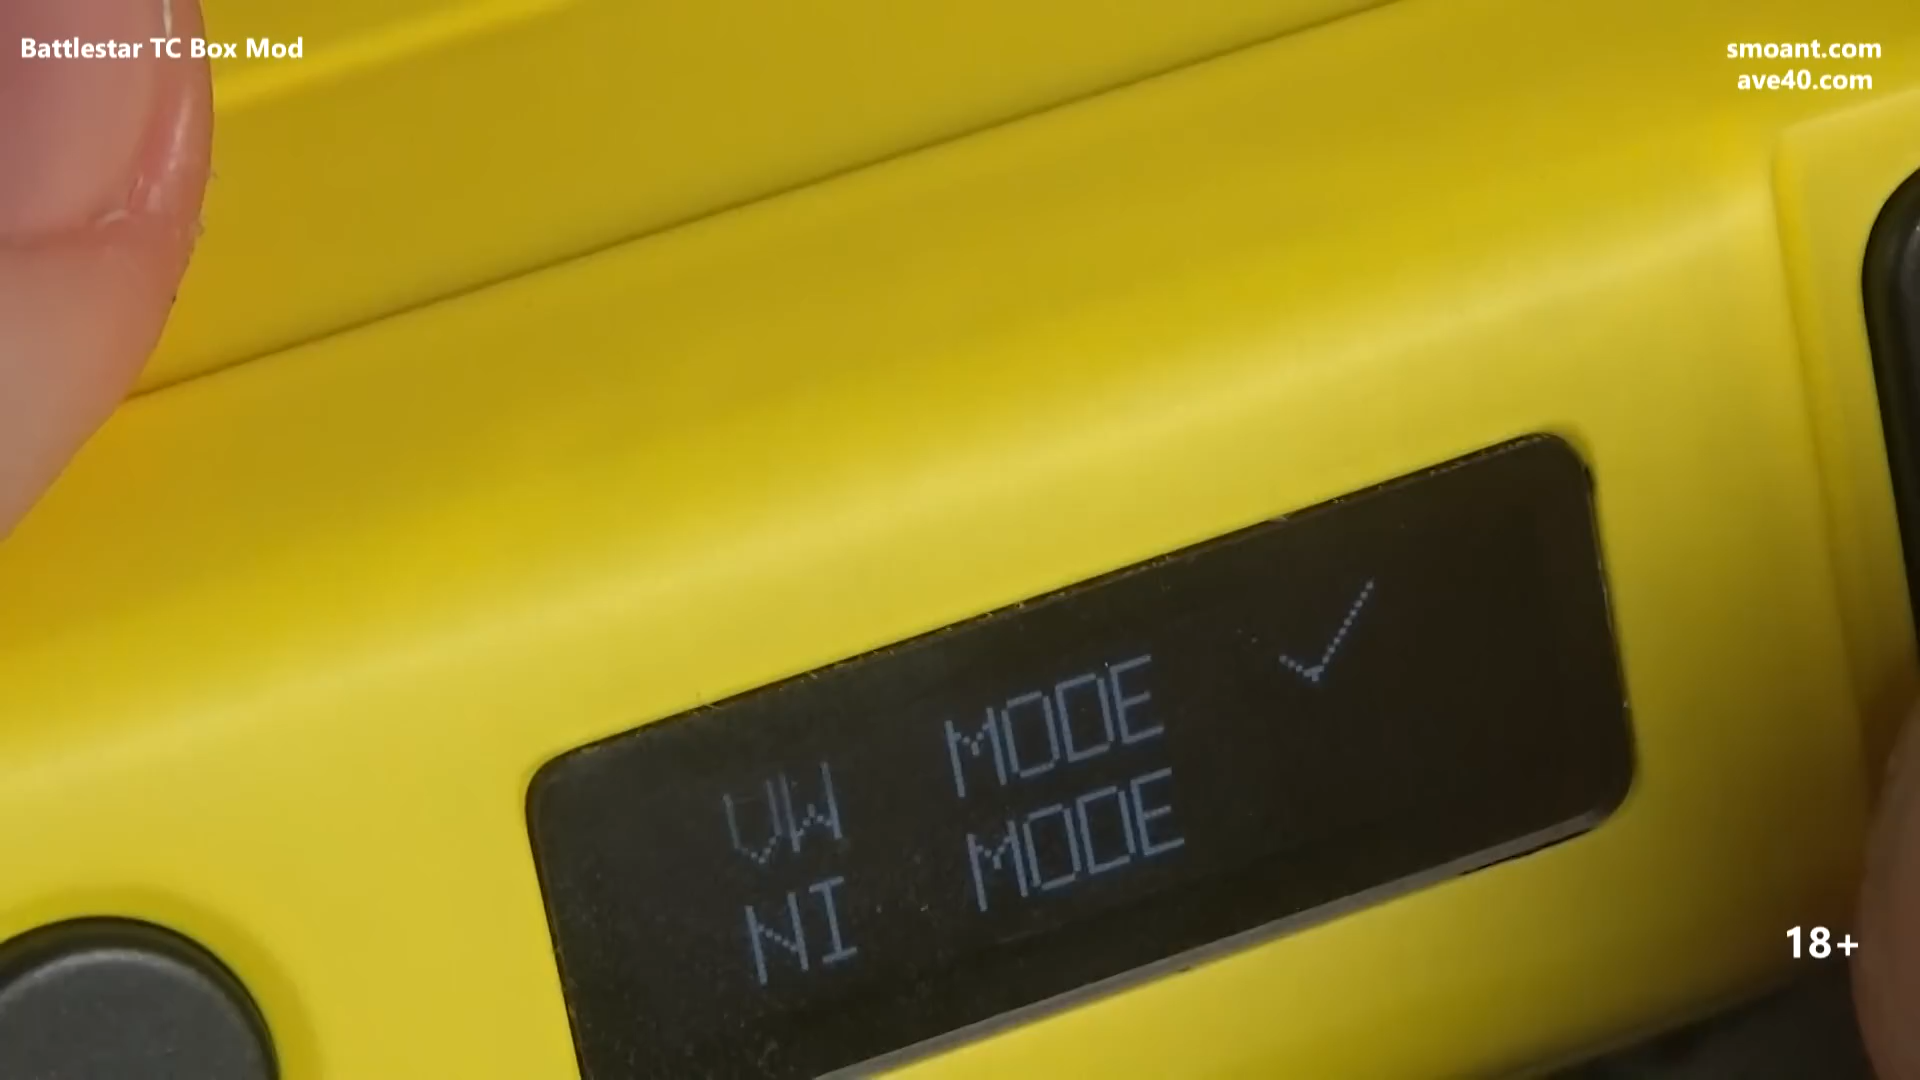 Battlestar TC Box Mod
smoant.com
ave40.com
VW MODE ✓
NI MODE
18+